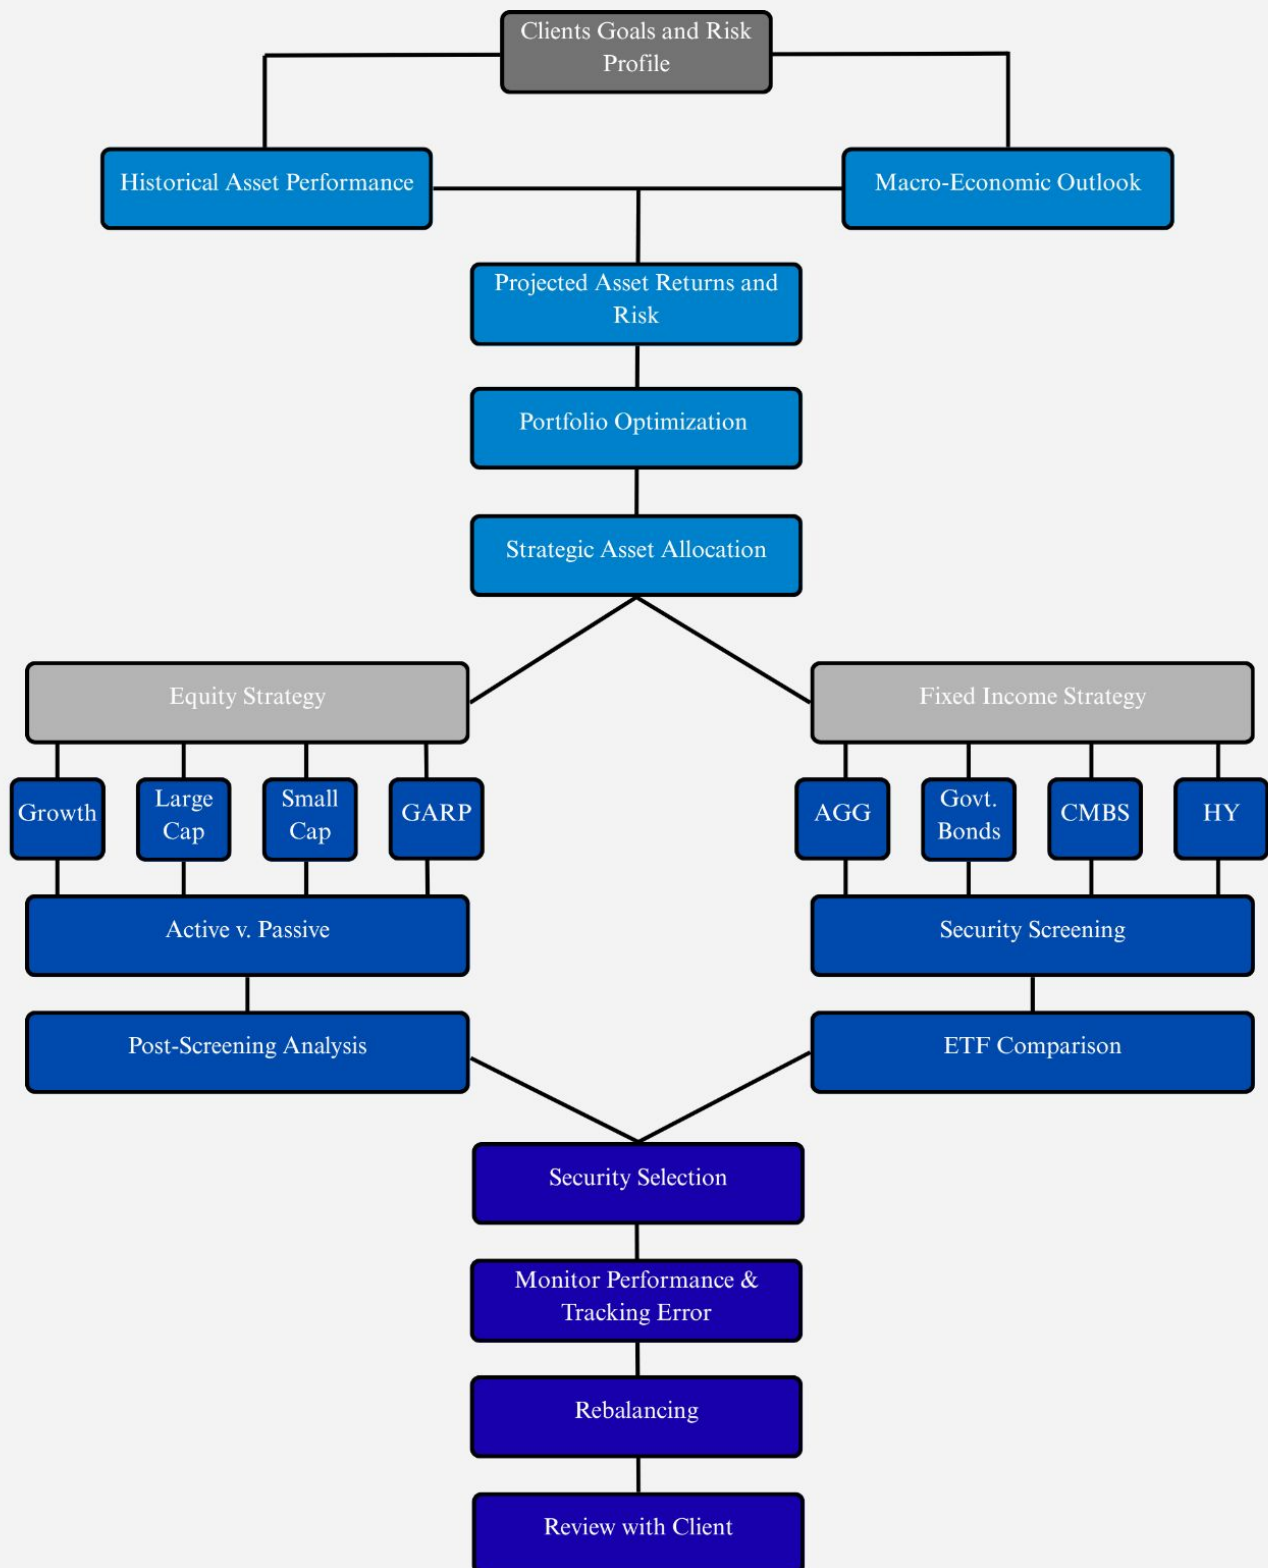 Clients Goals and Risk
Profile
Historical Asset Performance
Macro-Economic Outlook
Projected Asset Returns and
Risk
Portfolio Optimization
Strategic Asset Allocation
Equity Strategy
Fixed Income Strategy
Growth
Large
Cap
Small
Cap
GARP
AGG
Govt.
Bonds
CMBS
HY
Active v. Passive
Security Screening
Post-Screening Analysis
ETF Comparison
Security Selection
Monitor Performance &
Tracking Error
Rebalancing
Review with Client